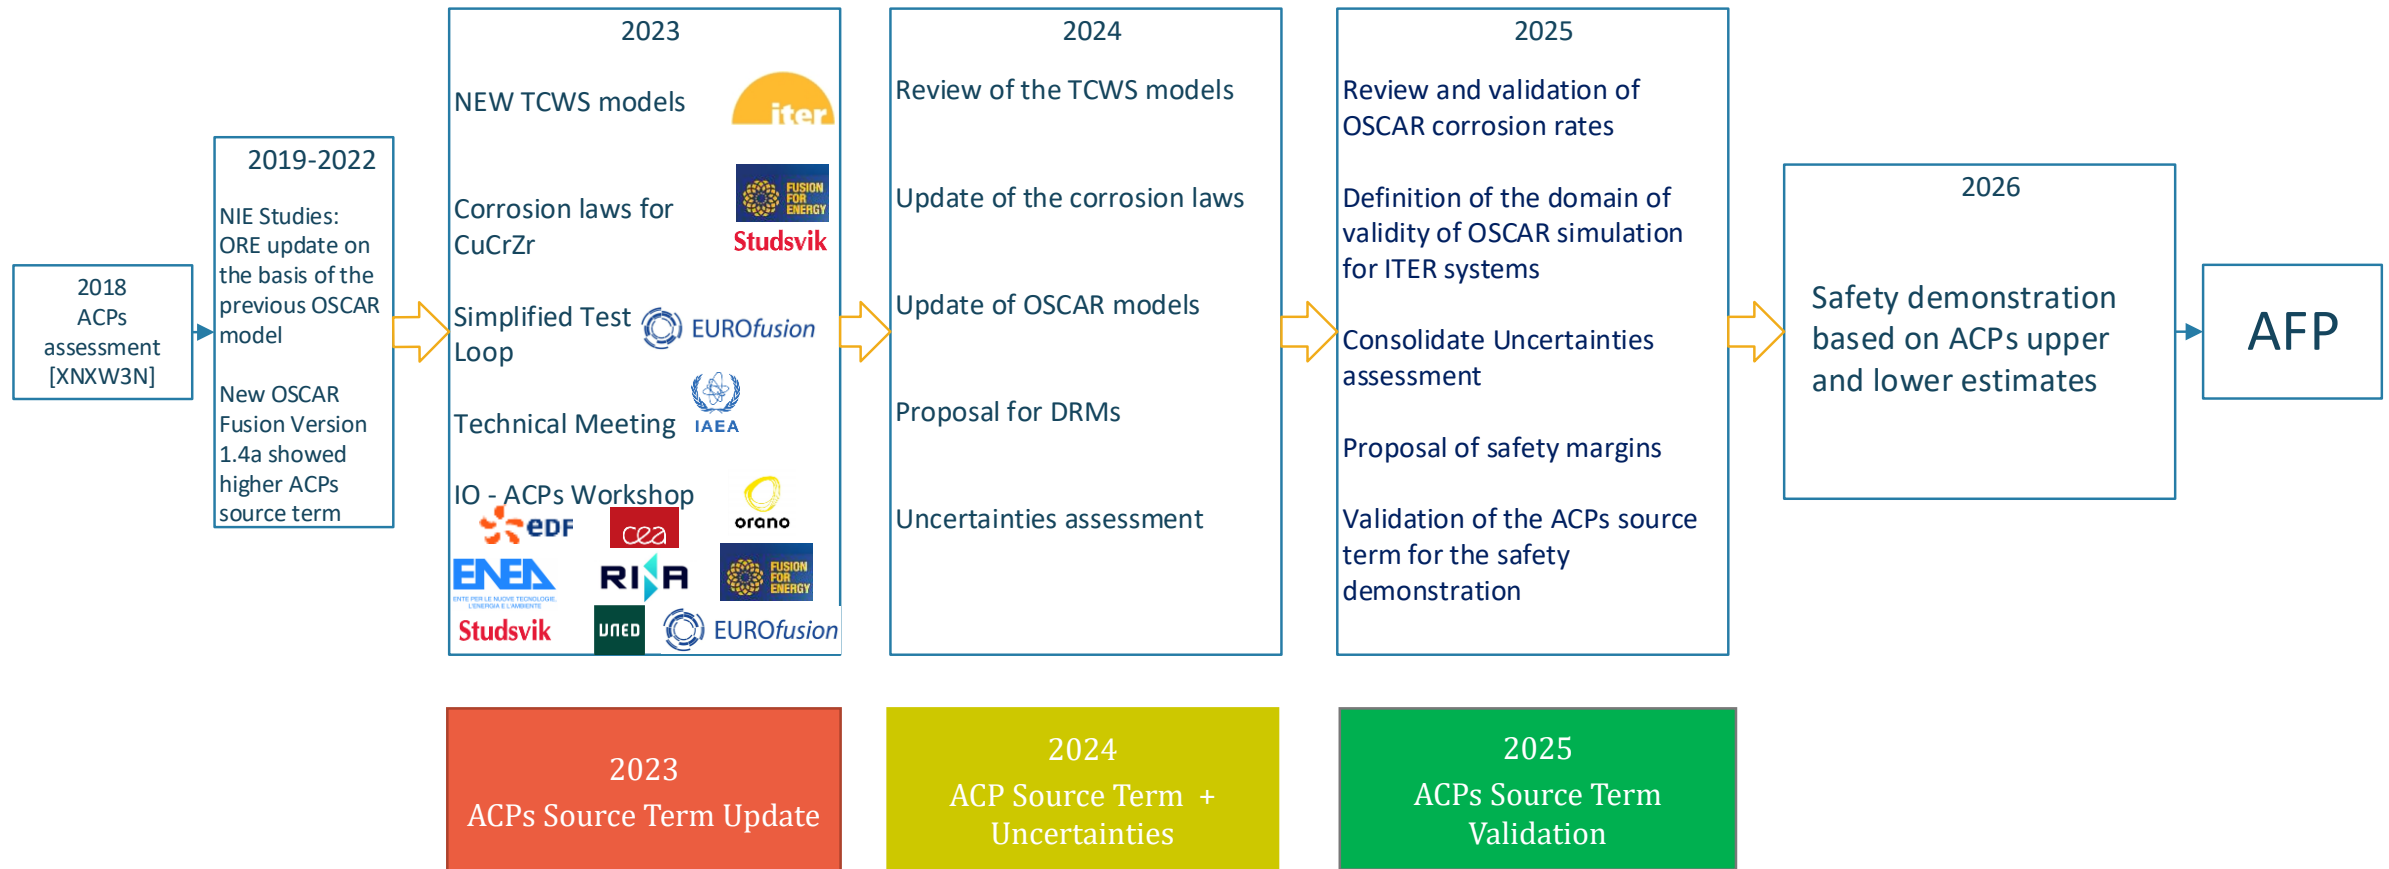 2018
ACPs
assessment
[XNXW3N]
2019-2022
NIE Studies:
ORE update on
the basis of the
previous OSCAR
model
New OSCAR
Fusion Version
1.4a showed
higher ACPs
source term
2023
NEW TCWS models
iter
Corrosion laws for
CuCrZr
FUSION
FOR
ENERGY
Studsvik
Simplified Test
Loop
EUROfusion
Technical Meeting
IAEA
IO - ACPs Workshop
orano
eDF
cea
ENEA
ENTE PER LE NUOVE TECNOLOGIE,
L'ENERGIA E L'AMBIENTE
RINA
FUSION
FOR
ENERGY
Studsvik
UNED
EUROfusion
2024
Review of the TCWS models
Update of the corrosion laws
Update of OSCAR models
Proposal for DRMs
Uncertainties assessment
2025
Review and validation of
OSCAR corrosion rates
Definition of the domain of
validity of OSCAR simulation
for ITER systems
Consolidate Uncertainties
assessment
Proposal of safety margins
Validation of the ACPs source
term for the safety
demonstration
2026
Safety demonstration
based on ACPs upper
and lower estimates
AFP
2023
ACPs Source Term Update
2024
ACP Source Term +
Uncertainties
2025
ACPs Source Term
Validation